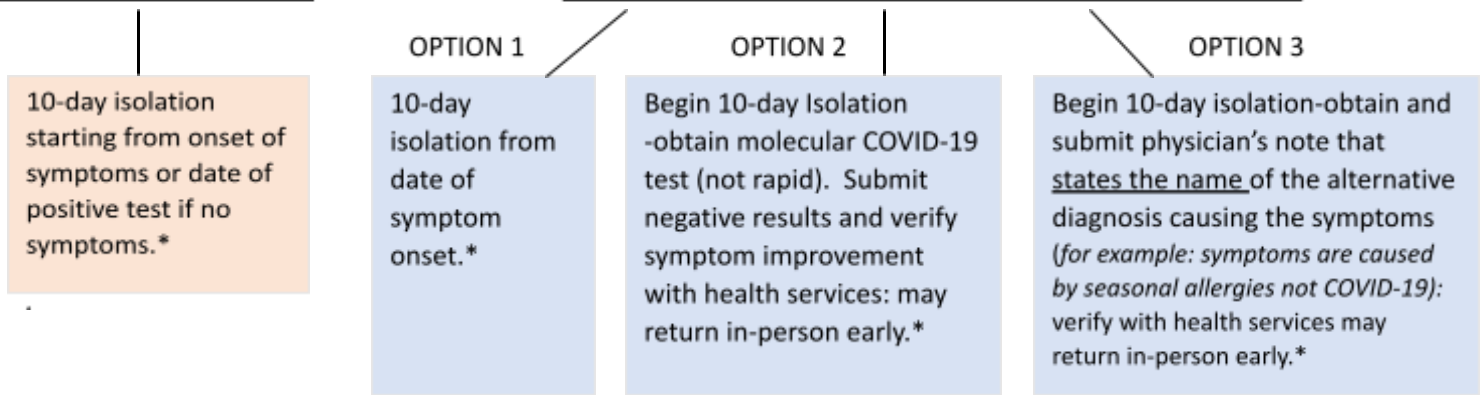 10-day isolation
starting from onset of
symptoms or date of
positive test if no
symptoms.*
.
OPTION 1
10-day
isolation from
date of
symptom
onset.*
OPTION 2
Begin 10-day Isolation
-obtain molecular COVID-19
test (not rapid).  Submit
negative results and verify
symptom improvement
with health services: may
return in-person early.*
OPTION 3
Begin 10-day isolation-obtain and
submit physician’s note that
states the name of the alternative
diagnosis causing the symptoms
(for example: symptoms are caused
by seasonal allergies not COVID-19):
verify with health services may
return in-person early.*